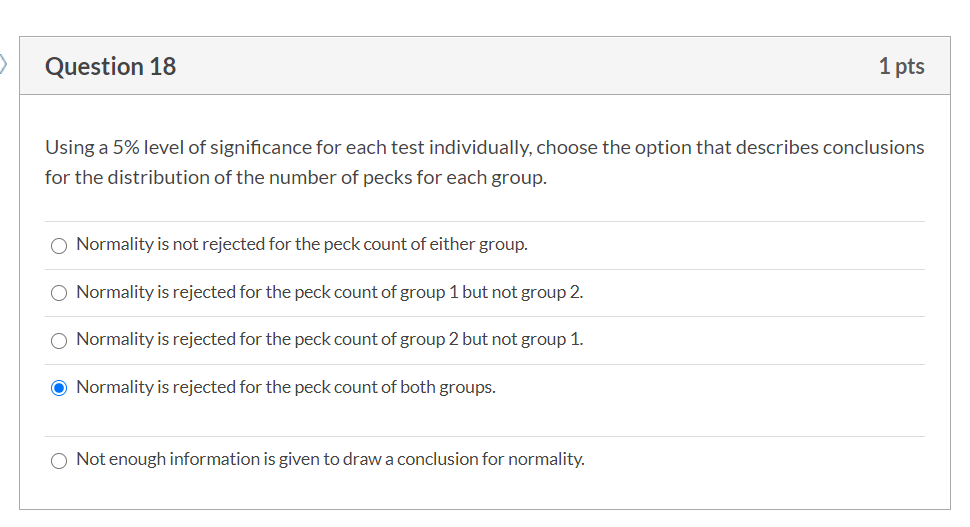 Question 18
1 pts
Using a 5% level of significance for each test individually, choose the option that describes conclusions
for the distribution of the number of pecks for each group.
Normality is not rejected for the peck count of either group.
Normality is rejected for the peck count of group 1 but not group 2.
Normality is rejected for the peck count of group 2 but not group 1.
Normality is rejected for the peck count of both groups.
Not enough information is given to draw a conclusion for normality.